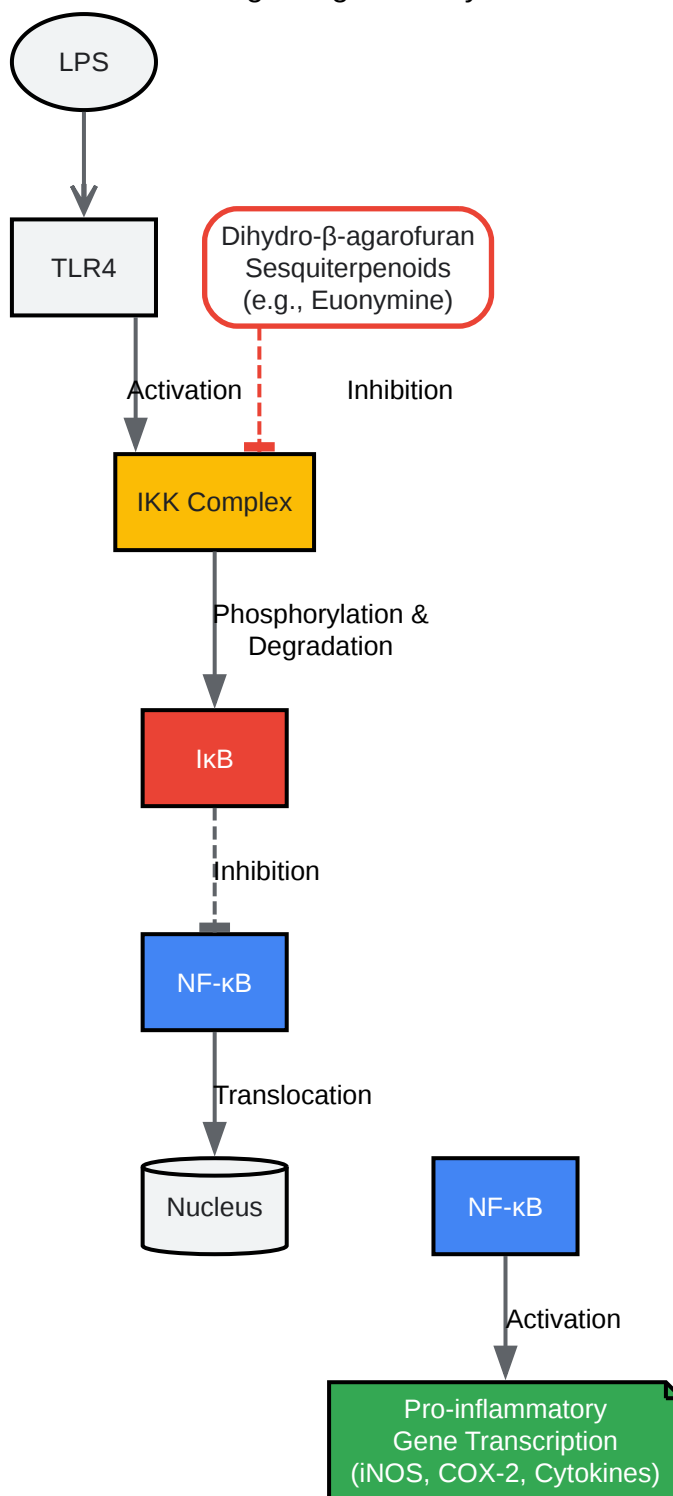 LPS
TLR4
Dihydro-β-agarofuran
Sesquiterpenoids
(e.g., Euonymine)
Activation
Inhibition
IKK Complex
Phosphorylation &
Degradation
IκB
Inhibition
NF-κB
Translocation
Nucleus
NF-κB
Activation
Pro-inflammatory
Gene Transcription
(iNOS, COX-2, Cytokines)